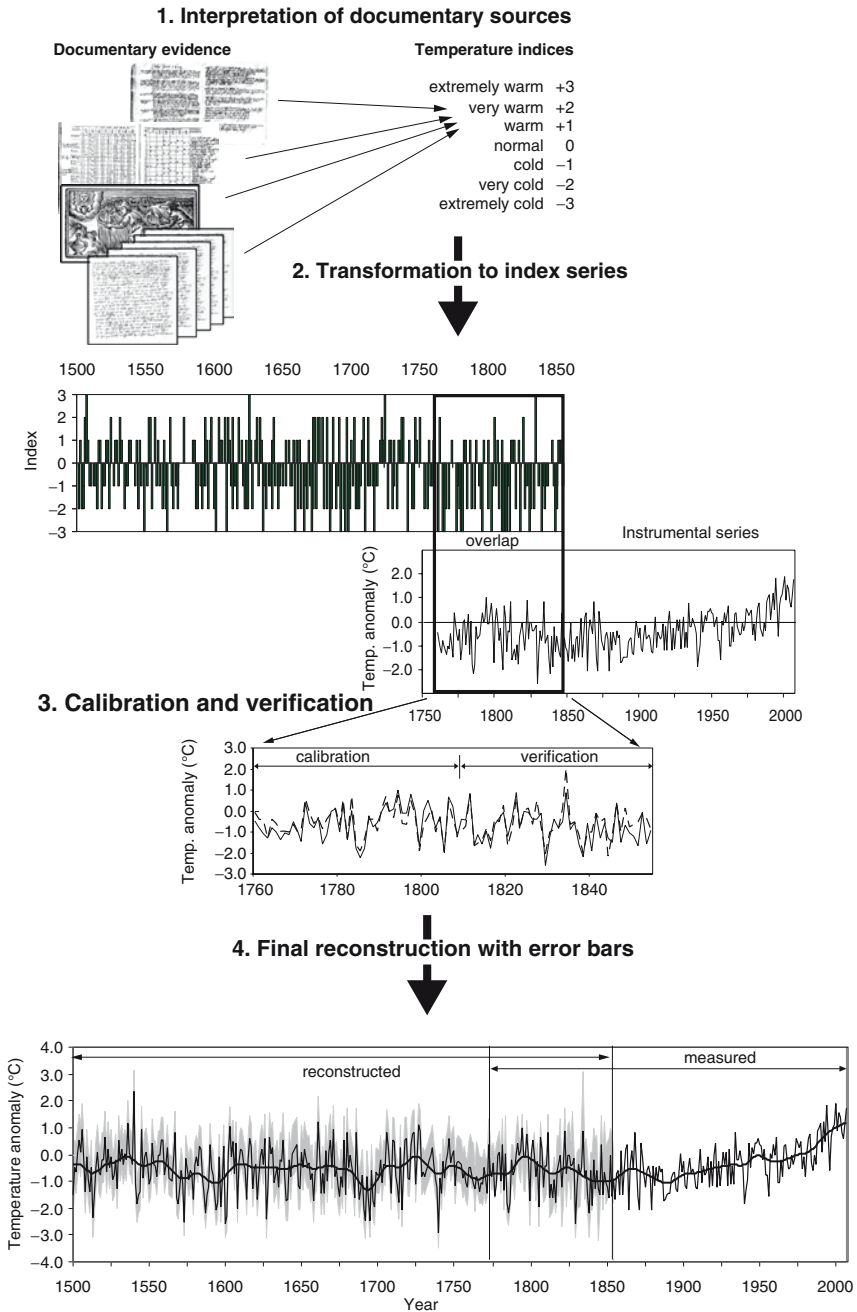 1. Interpretation of documentary sources
Documentary evidence
Temperature indices
extremely warm +3
very warm +2
warm +1
normal 0
cold −1
very cold −2
extremely cold −3
2. Transformation to index series
1500 1550 1600 1650 1700 1750 1800 1850
Index
3
2
1
0
−1
−2
−3
overlap
Instrumental series
Temp. anomaly (°C)
2.0
1.0
0.0
−1.0
−2.0
1750 1800 1850 1900 1950 2000
3. Calibration and verification
Temp. anomaly (°C)
3.0
2.0
1.0
0.0
−1.0
−2.0
−3.0
calibration
verification
1760 1780 1800 1820 1840
4. Final reconstruction with error bars
Temperature anomaly (°C)
4.0
3.0
2.0
1.0
0.0
−1.0
−2.0
−3.0
−4.0
reconstructed
measured
1500 1550 1600 1650 1700 1750 1800 1850 1900 1950 2000
Year